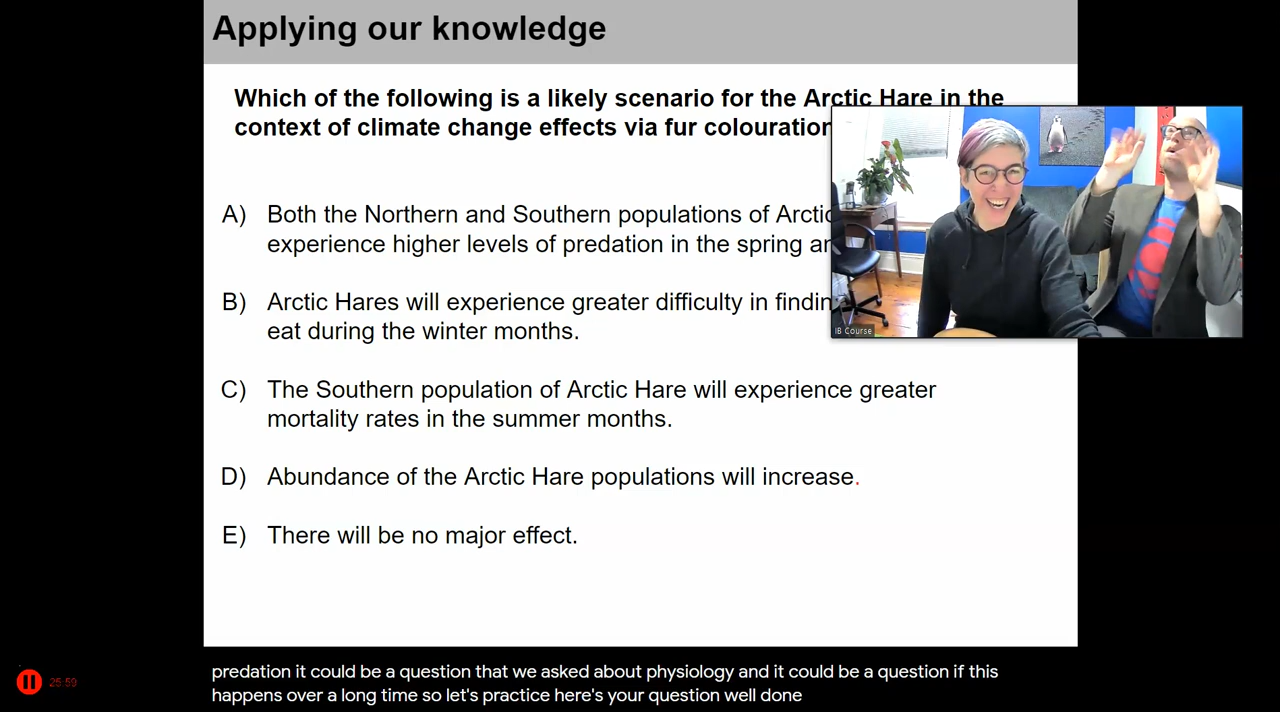 Applying our knowledge
Which of the following is a likely scenario for the Arctic Hare in the
context of climate change effects via fur colouration
A) Both the Northern and Southern populations of Arctic
experience higher levels of predation in the spring
B) Arctic Hares will experience greater difficulty in
eat during the winter months.
C) The Southern population of Arctic Hare will experience greater
mortality rates in the summer months.
D) Abundance of the Arctic Hare populations will increase.
E) There will be no major effect.
IB Course
25:59
predation it could be a question that we asked about physiology and it could be a question if this
happens over a long time so let's practice here's your question well done